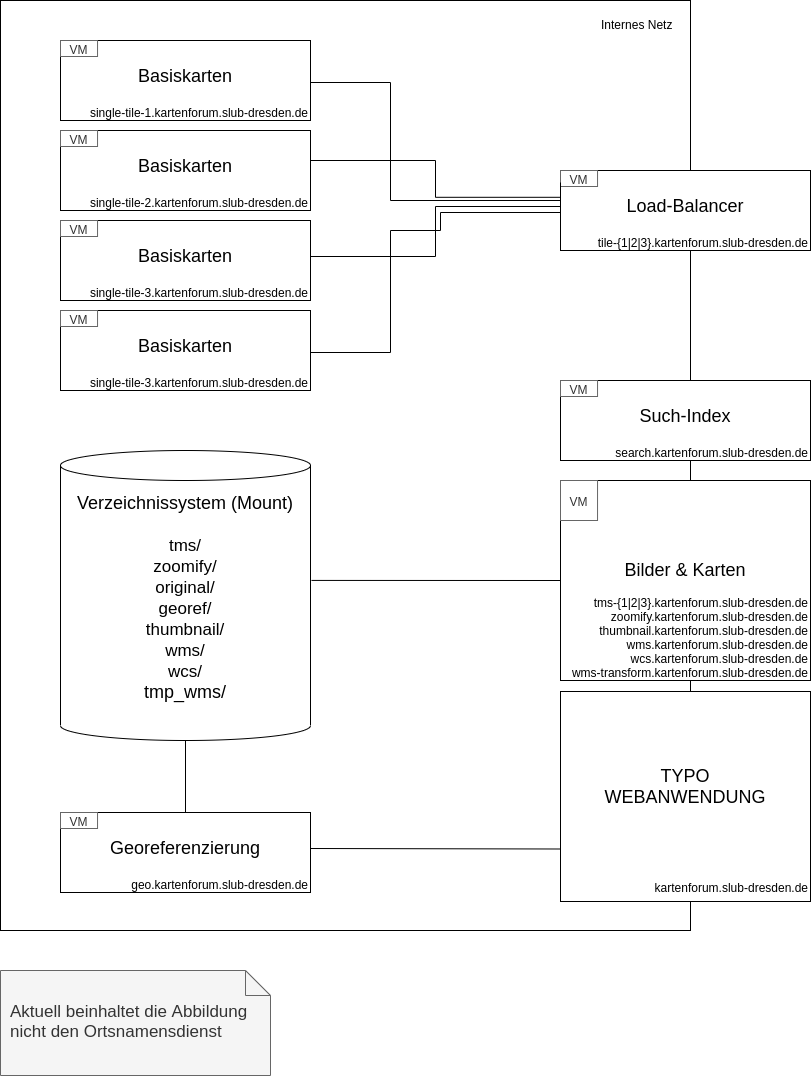 Internes Netz
VM
Basiskarten
single-tile-1.kartenforum.slub-dresden.de
VM
Basiskarten
single-tile-2.kartenforum.slub-dresden.de
VM
Basiskarten
single-tile-3.kartenforum.slub-dresden.de
VM
Basiskarten
single-tile-3.kartenforum.slub-dresden.de
VM
Load-Balancer
tile-{1|2|3}.kartenforum.slub-dresden.de
VM
Such-Index
search.kartenforum.slub-dresden.de
Verzeichnissystem (Mount)
tms/
zoomify/
original/
georef/
thumbnail/
wms/
wcs/
tmp_wms/
VM
Bilder & Karten
tms-{1|2|3}.kartenforum.slub-dresden.de
zoomify.kartenforum.slub-dresden.de
thumbnail.kartenforum.slub-dresden.de
wms.kartenforum.slub-dresden.de
wcs.kartenforum.slub-dresden.de
wms-transform.kartenforum.slub-dresden.de
TYPO
WEBANWENDUNG
kartenforum.slub-dresden.de
VM
Georeferenzierung
geo.kartenforum.slub-dresden.de
Aktuell beinhaltet die Abbildung
nicht den Ortsnamensdienst